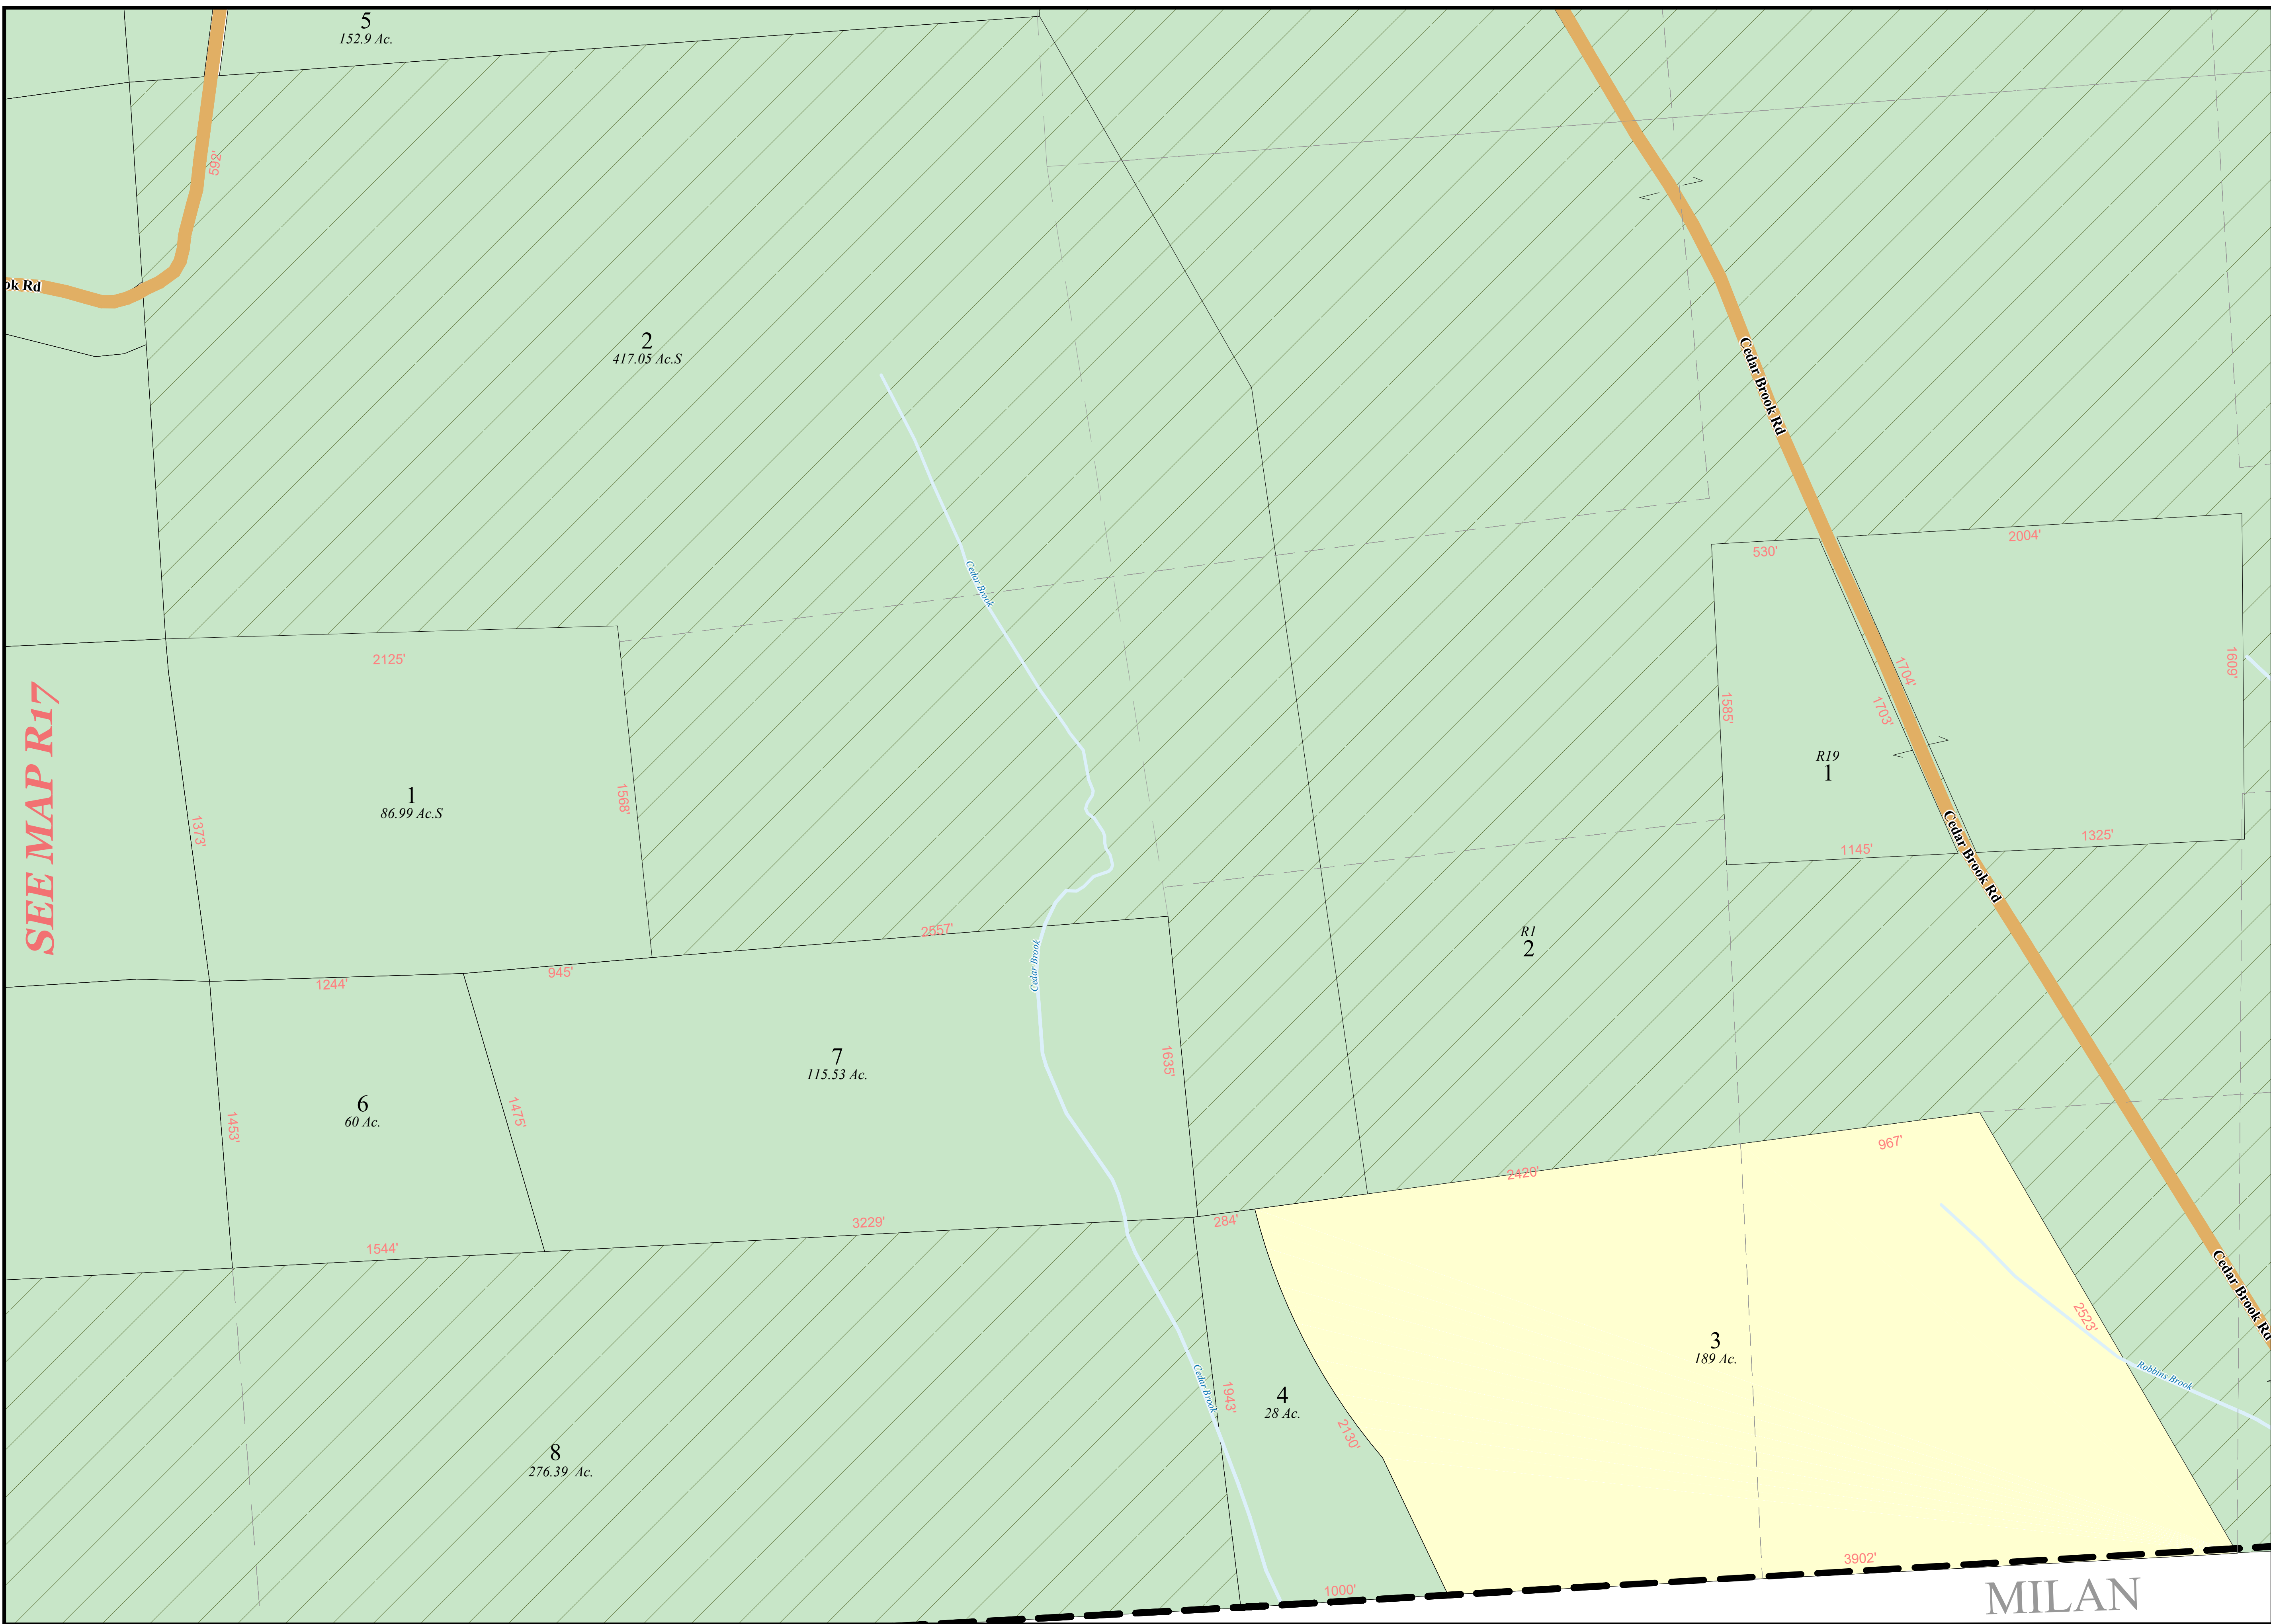 5
152.9 Ac.
592'
ok Rd
2
417.05 Ac.S
Cedar Brook Rd
530'
2004'
Cedar Brook
2125'
1585'
1704'
1703'
1609'
SEE MAP R17
1
86.99 Ac.S
1373'
1568'
R19
1
1145'
1325'
Cedar Brook Rd
R1
2
2557'
Cedar Brook
945'
1244'
7
115.53 Ac.
1635'
6
60 Ac.
1453'
1475'
967'
2420'
3229'
284'
1544'
Cedar Brook Rd
2523'
3
189 Ac.
Robbins Brook
Cedar Brook
1943'
4
28 Ac.
2130'
8
276.39 Ac.
3902'
1000'
MILAN